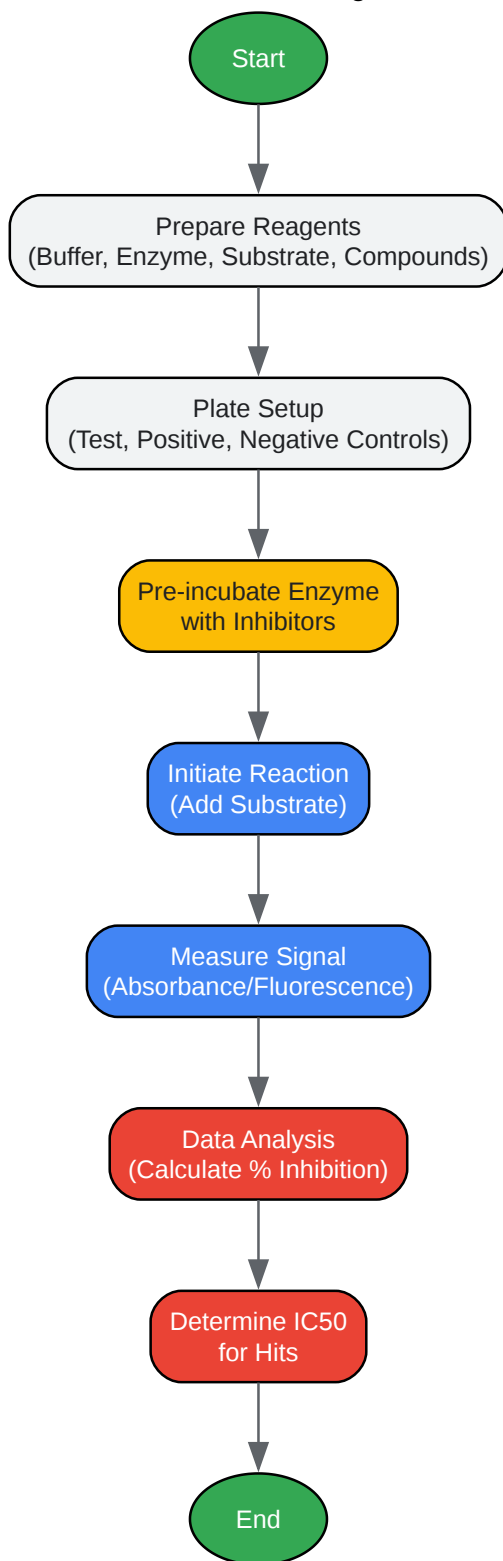 Start
Prepare Reagents
(Buffer, Enzyme, Substrate, Compounds)
Plate Setup
(Test, Positive, Negative Controls)
Pre-incubate Enzyme
with Inhibitors
Initiate Reaction
(Add Substrate)
Measure Signal
(Absorbance/Fluorescence)
Data Analysis
(Calculate % Inhibition)
Determine IC50
for Hits
End